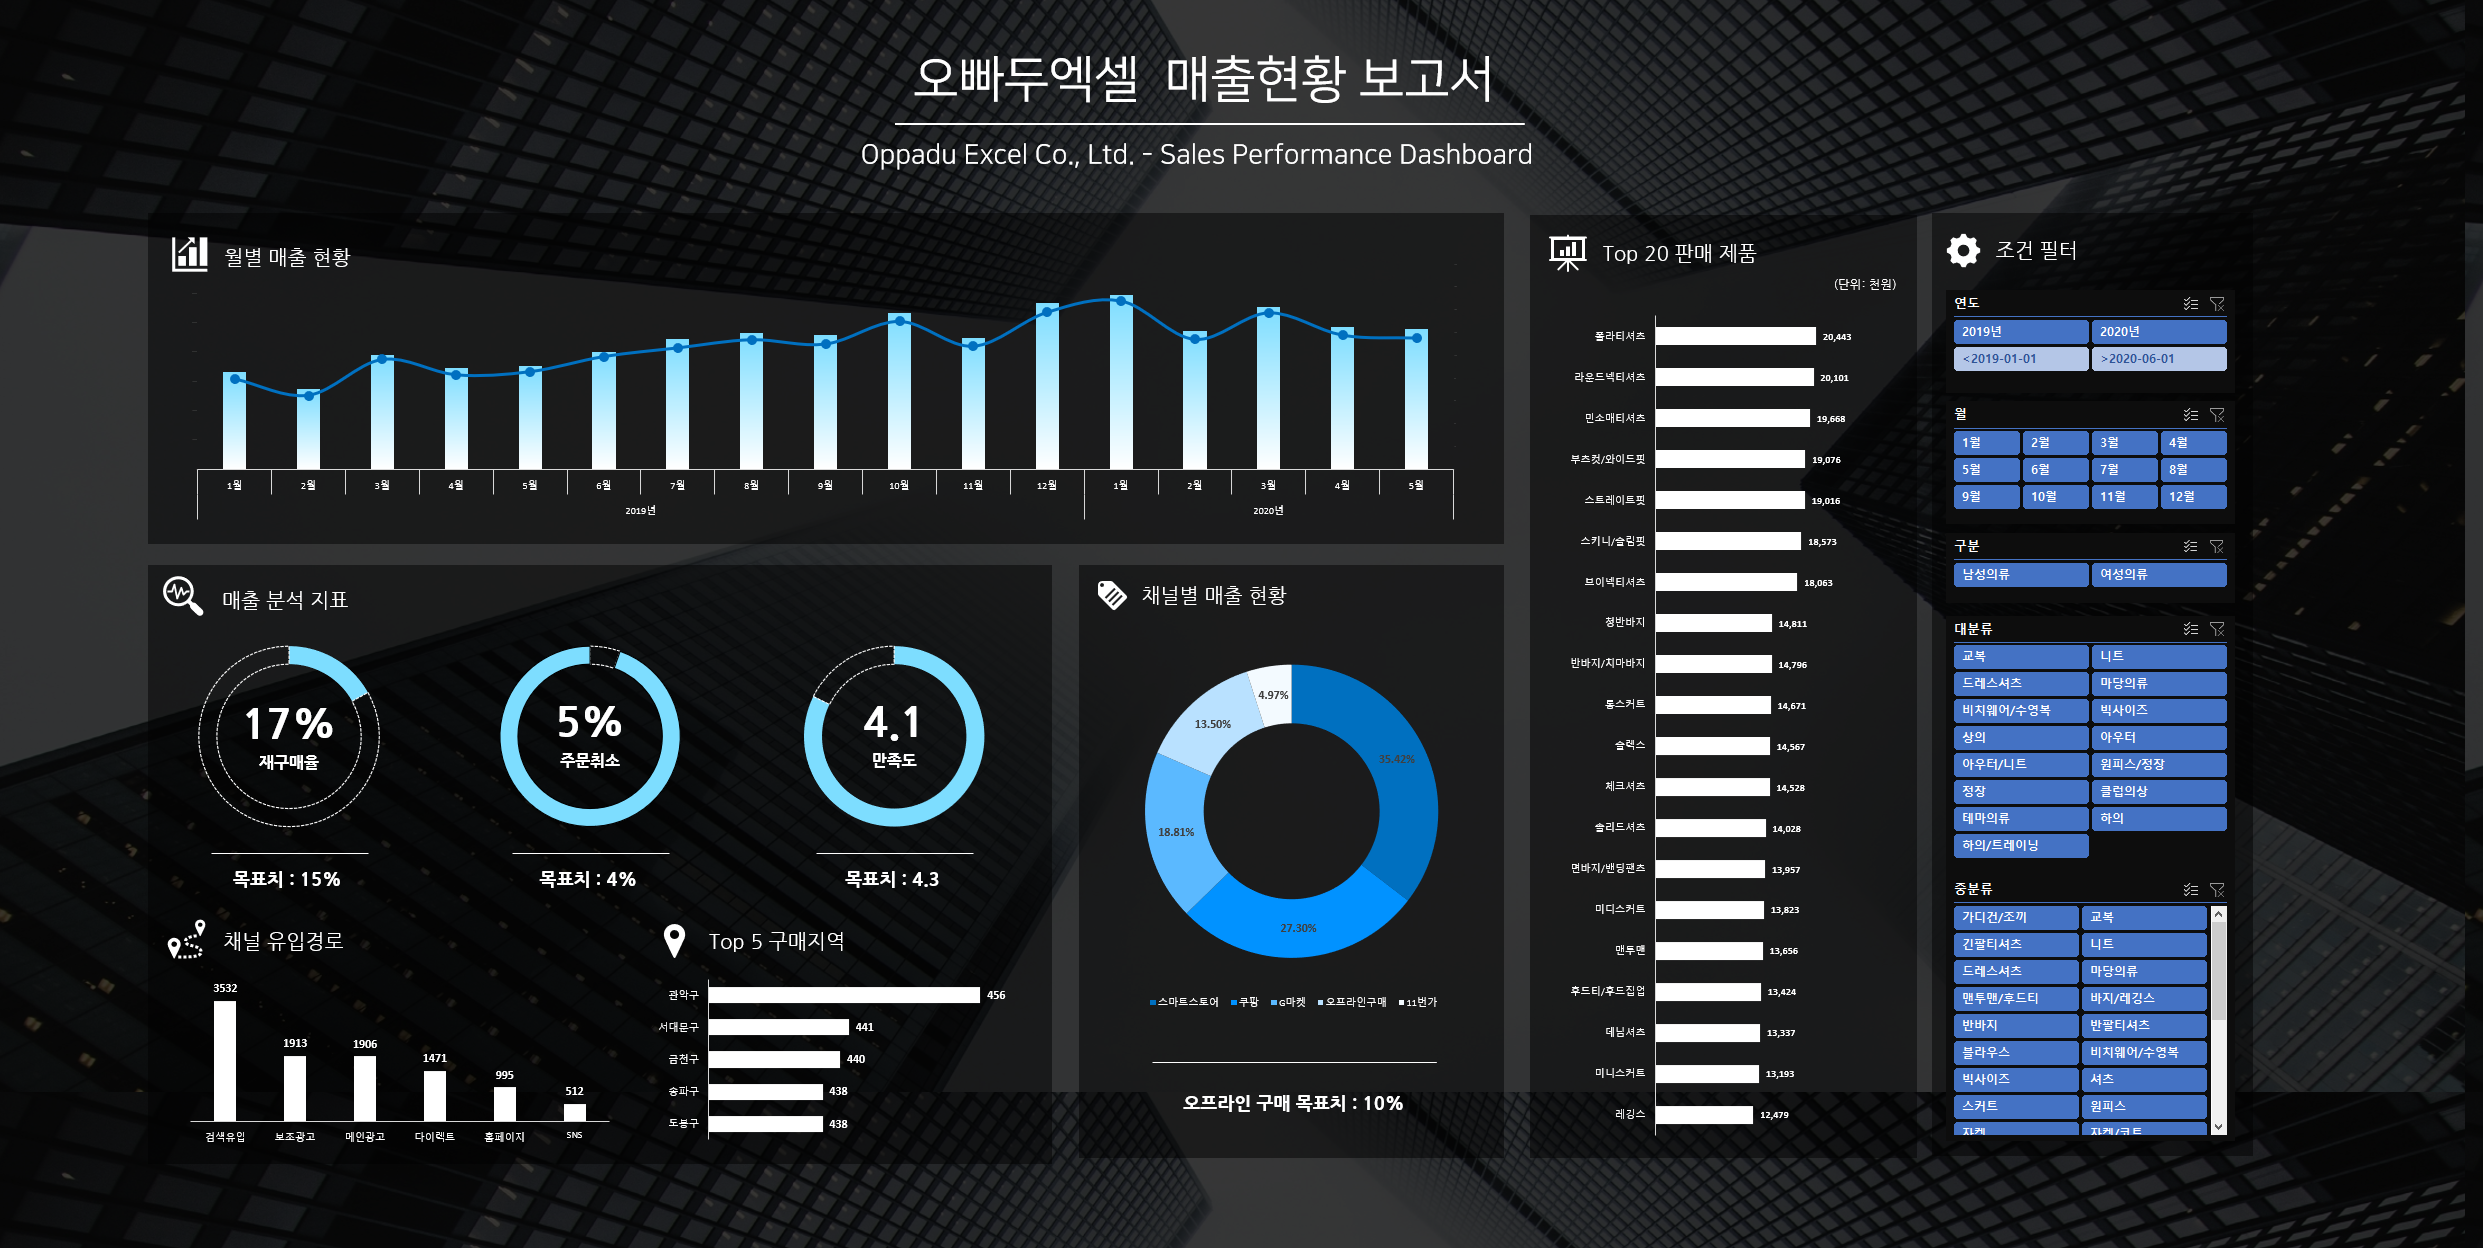 오빠두엑셀 매출현황 보고서
Oppadu Excel Co., Ltd. - Sales Performance Dashboard
월별 매출 현황
1월 2월 3월 4월 5월 6월 7월 8월 9월 10월 11월 12월 1월 2월 3월 4월 5월
2019년 2020년
매출 분석 지표
17%
재구매율
목표치 : 15%
5%
주문취소
목표치 : 4%
4.1
만족도
목표치 : 4.3
채널 유입경로
3532 1913 1906 1471 995 512
검색유입 보조광고 메인광고 다이렉트 홈페이지 SNS
Top 5 구매지역
관악구 456
서대문구 441
금천구 440
송파구 438
도봉구 438
채널별 매출 현황
4.97%
13.50%
35.42%
18.81%
27.30%
스마트스토어 쿠팡 G마켓 오프라인구매 11번가
오프라인 구매 목표치 : 10%
Top 20 판매 제품
(단위: 천원)
폴라티셔츠 20,443
라운드넥티셔츠 20,101
민소매티셔츠 19,668
부츠컷/와이드핏 19,076
스트레이트핏 19,016
스키니/슬림핏 18,573
브이넥티셔츠 18,063
청반바지 14,811
반바지/치마바지 14,796
롱스커트 14,671
슬랙스 14,567
체크셔츠 14,528
솔리드셔츠 14,028
면바지/밴딩팬츠 13,957
미디스커트 13,823
맨투맨 13,656
후드티/후드집업 13,424
데님셔츠 13,337
미니스커트 13,193
레깅스 12,479
조건 필터
연도
2019년 2020년
<2019-01-01 >2020-06-01
월
1월 2월 3월 4월
5월 6월 7월 8월
9월 10월 11월 12월
구분
남성의류 여성의류
대분류
교복 니트
드레스셔츠 마당의류
비치웨어/수영복 빅사이즈
상의 아우터
아우터/니트 원피스/정장
정장 클럽의상
테마의류 하의
하의/트레이닝
중분류
가디건/조끼 교복
긴팔티셔츠 니트
드레스셔츠 마당의류
맨투맨/후드티 바지/레깅스
반바지 반팔티셔츠
블라우스 비치웨어/수영복
빅사이즈 셔츠
스커트 원피스
자켓 자켓/코트